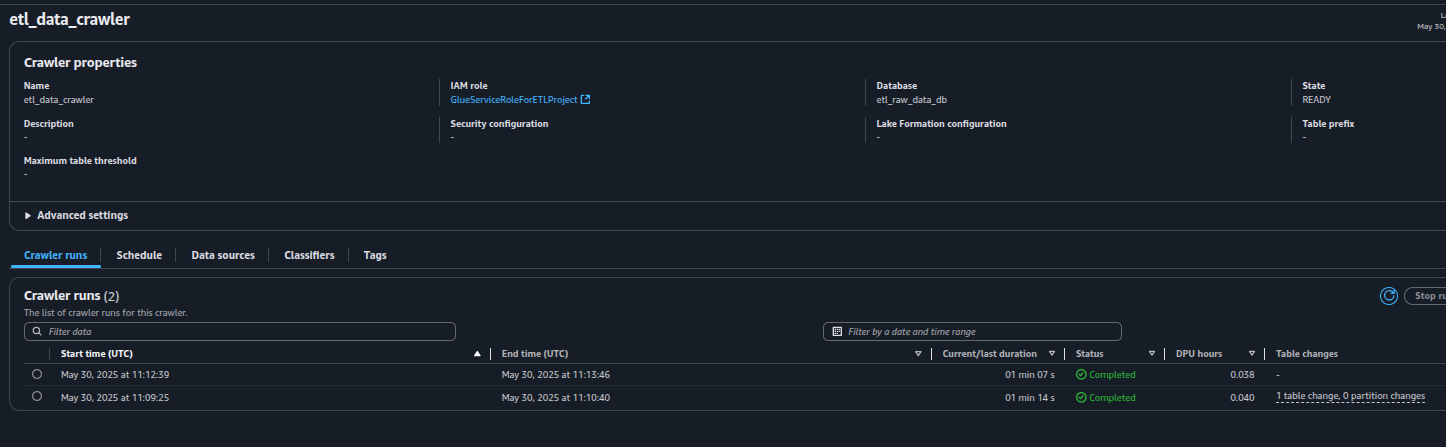 etl_data_crawler
May 30,
Crawler properties
Name
etl_data_crawler
IAM role
GlueServiceRoleForETLProject
Database
etl_raw_data_db
State
READY
Description
-
Security configuration
-
Lake Formation configuration
-
Table prefix
-
Maximum table threshold
-
Advanced settings
Crawler runs Schedule Data sources Classifiers Tags
Crawler runs (2)
Stop ru
The list of crawler runs for this crawler.
Filter data Filter by a date and time range
Start time (UTC) End time (UTC) Current/last duration Status DPU hours Table changes
May 30, 2025 at 11:12:39 May 30, 2025 at 11:13:46 01 min 07 s Completed 0.038 -
May 30, 2025 at 11:09:25 May 30, 2025 at 11:10:40 01 min 14 s Completed 0.040 1 table change, 0 partition changes